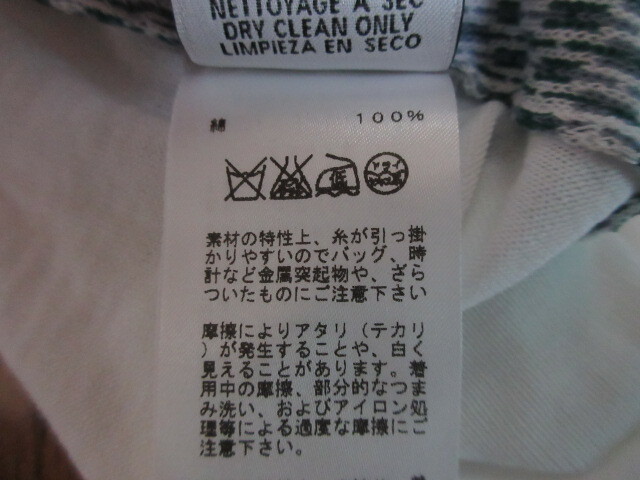 NETTOYAGE A SEC
DRY CLEAN ONLY
LIMPIEZA EN SECO
綿 100%
低
素材の特性上、糸が引っ掛
かりやすいのでバッグ、時
計など金属突起物や、ざら
ついたものにご注意下さい
摩擦によりアタリ(テカリ
)が発生することや、白く
見えることがあります。着
用中の摩擦、部分的なつま
み洗い、およびアイロン処
理等による過度な摩擦にご
注意下さい。